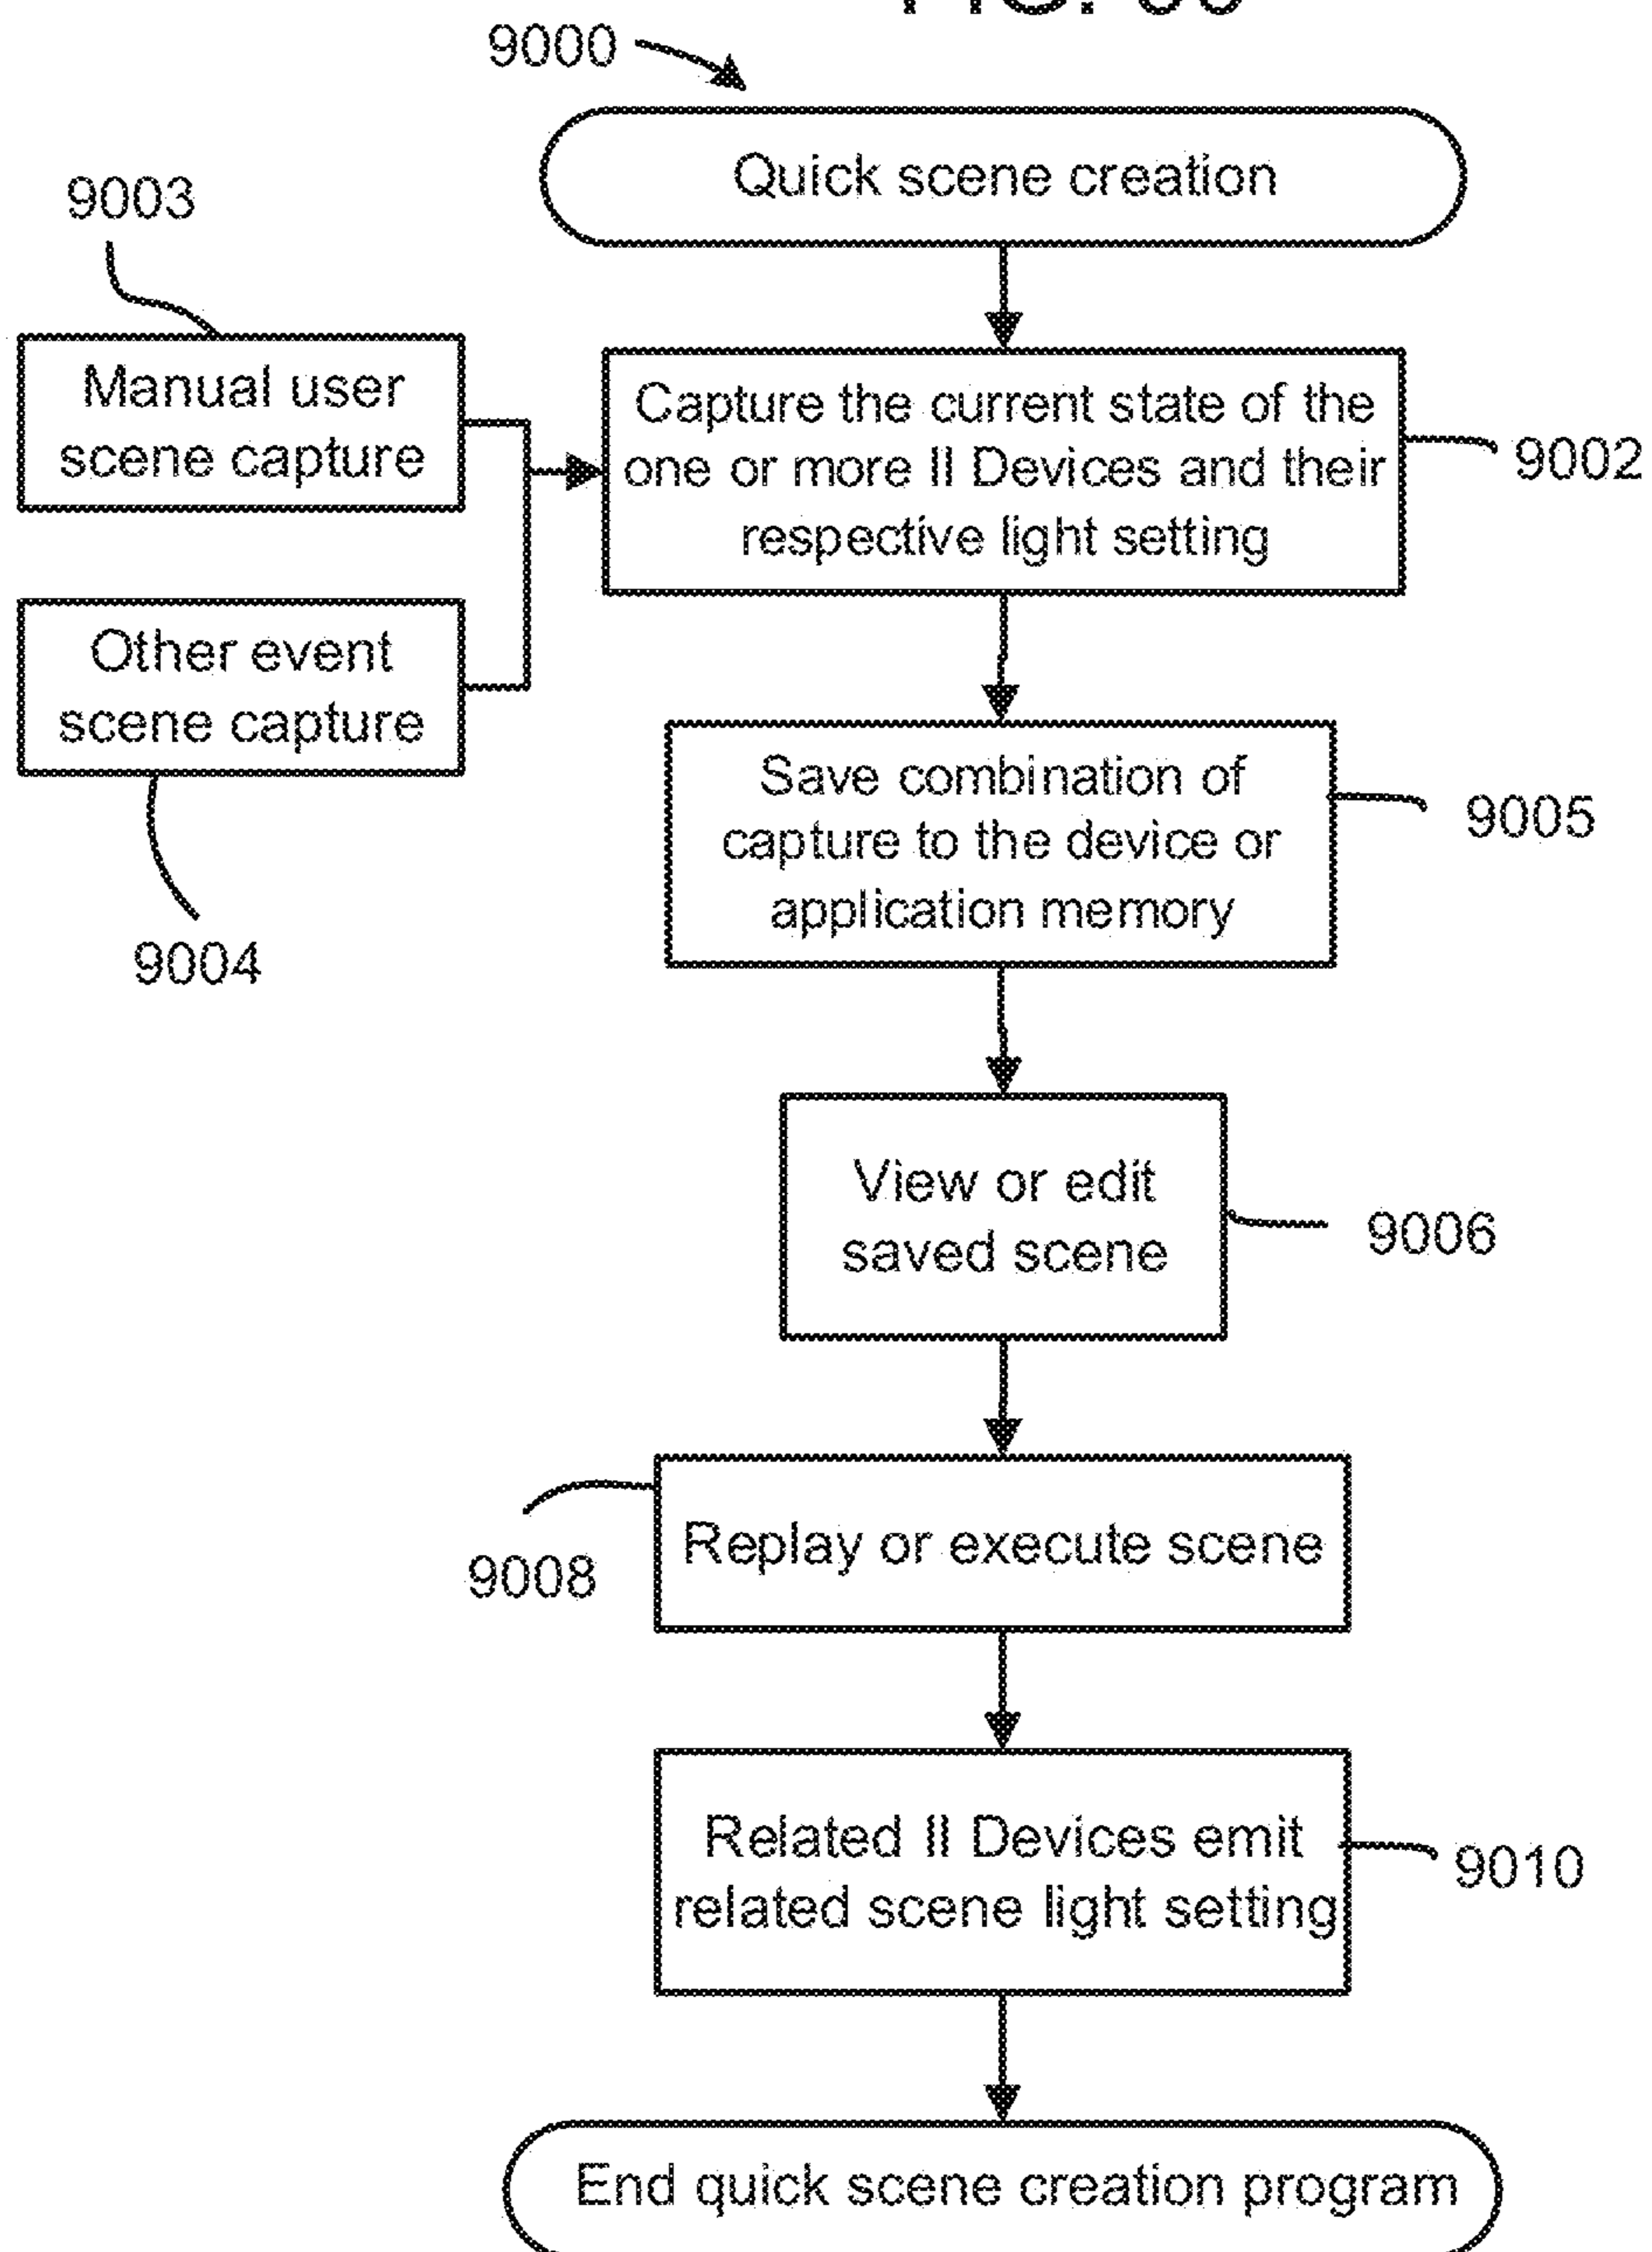 9000
Quick scene creation
9003
Manual user
scene capture
Capture the current state of the
one or more II Devices and their
respective light setting
9002
Other event
scene capture
9004
Save combination of
capture to the device or
application memory
9005
View or edit
saved scene
9006
Replay or execute scene
9008
Related II Devices emit
related scene light setting
9010
End quick scene creation program